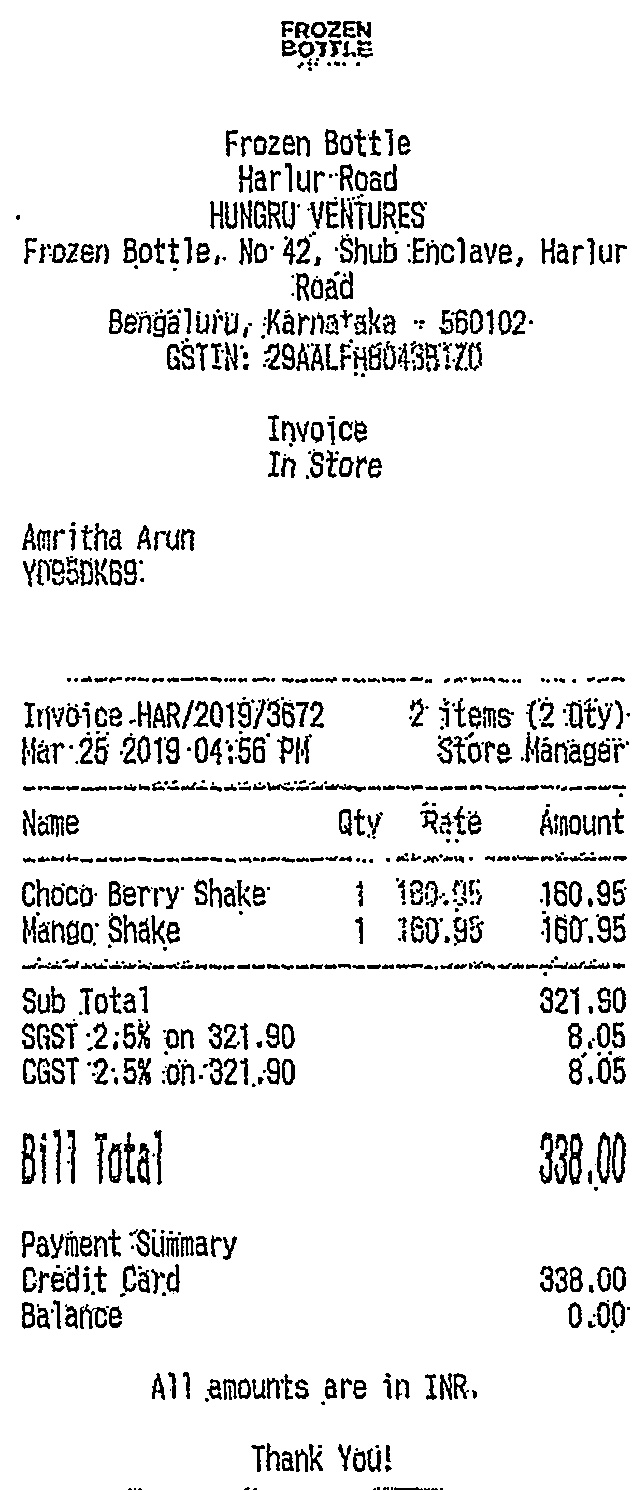 FROZEN
BOTTLE
Frozen Bottle
Harlur Road
HUNGRU VENTURES
Frozen Bottle, No 42, Shub Enclave, Harlur
Road
Bengaluru, Karnataka - 560102
GSTIN:
Invoice
In Store
Amritha Arun
Invoice HAR/2019/3672 2 items (2 Qty)
Mar 25 2019 04:56 PM Store Manager
Name Qty Rate Amount
Choco Berry Shake 1 160.95 160.95
Mango Shake 1 160.95 160.95
Sub Total 321.90
SGST 2.5% on 321.90 8.05
CGST 2.5% on 321.90 8.05
Bill Total 338.00
Payment Summary
Credit Card 338.00
Balance 0.00
All amounts are in INR.
Thank You!